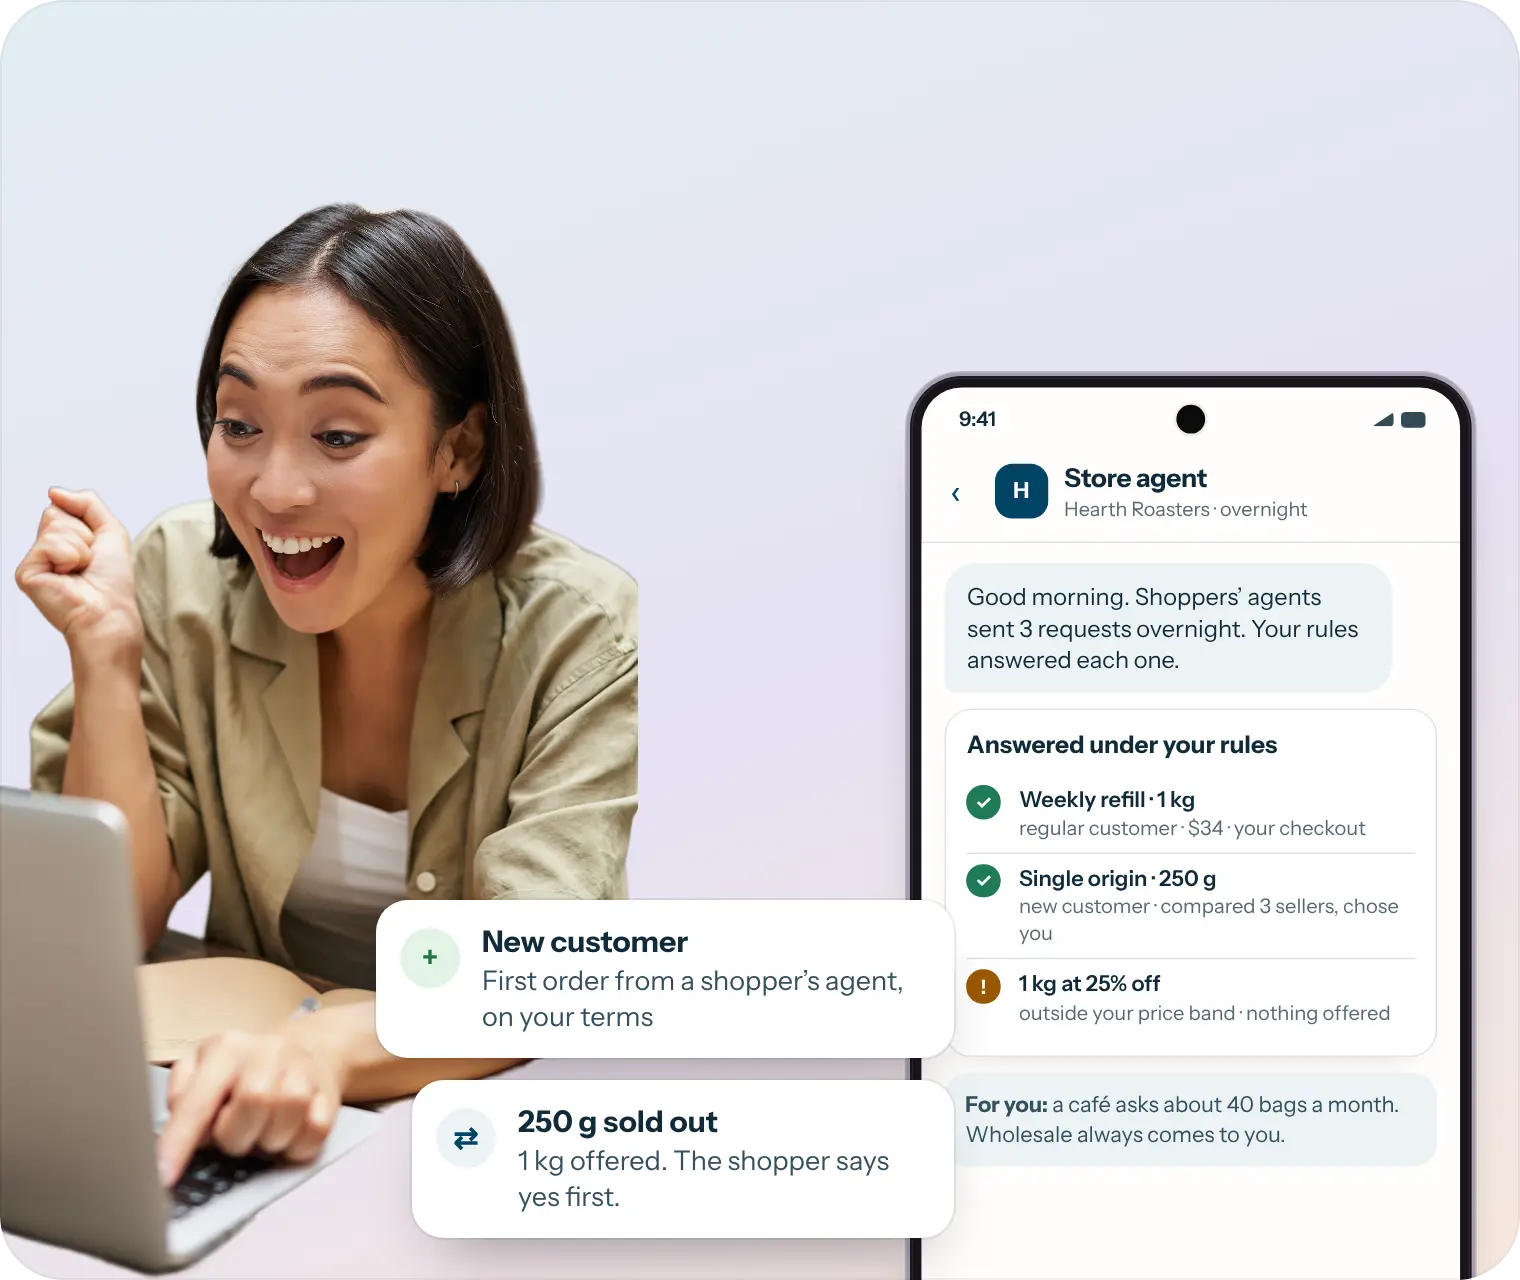 9:41
H
Store agent
Hearth Roasters · overnight
Good morning. Shoppers’ agents
sent 3 requests overnight. Your rules
answered each one.
Answered under your rules
Weekly refill · 1 kg
regular customer · $34 · your checkout
Single origin · 250 g
new customer · compared 3 sellers, chose
you
!
1 kg at 25% off
outside your price band · nothing offered
For you: a café asks about 40 bags a month.
Wholesale always comes to you.
+
New customer
First order from a shopper’s agent,
on your terms
250 g sold out
1 kg offered. The shopper says
yes first.